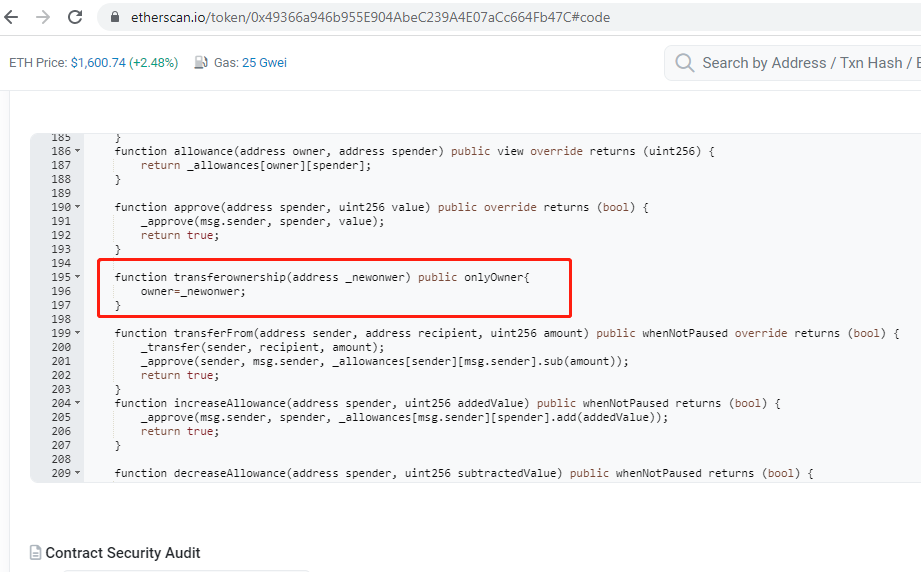 etherscan.io/token/0x49366a946b955E904AbeC239A4E07aCc664Fb47C#code
ETH Price: $1,600.74 (+2.48%) Gas: 25 Gwei
Search by Address / Txn Hash /
185 }
186 function allowance(address owner, address spender) public view override returns (uint256) {
187 return _allowances[owner][spender];
188 }
189
190 function approve(address spender, uint256 value) public override returns (bool) {
191 _approve(msg.sender, spender, value);
192 return true;
193 }
194
195 function transferownership(address _newonwer) public onlyOwner{
196 owner=_newonwer;
197 }
198
199 function transferFrom(address sender, address recipient, uint256 amount) public whenNotPaused override returns (bool) {
200 _transfer(sender, recipient, amount);
201 _approve(sender, msg.sender, _allowances[sender][msg.sender].sub(amount));
202 return true;
203 }
204 function increaseAllowance(address spender, uint256 addedValue) public whenNotPaused returns (bool) {
205 _approve(msg.sender, spender, _allowances[msg.sender][spender].add(addedValue));
206 return true;
207 }
208
209 function decreaseAllowance(address spender, uint256 subtractedValue) public whenNotPaused returns (bool) {
Contract Security Audit